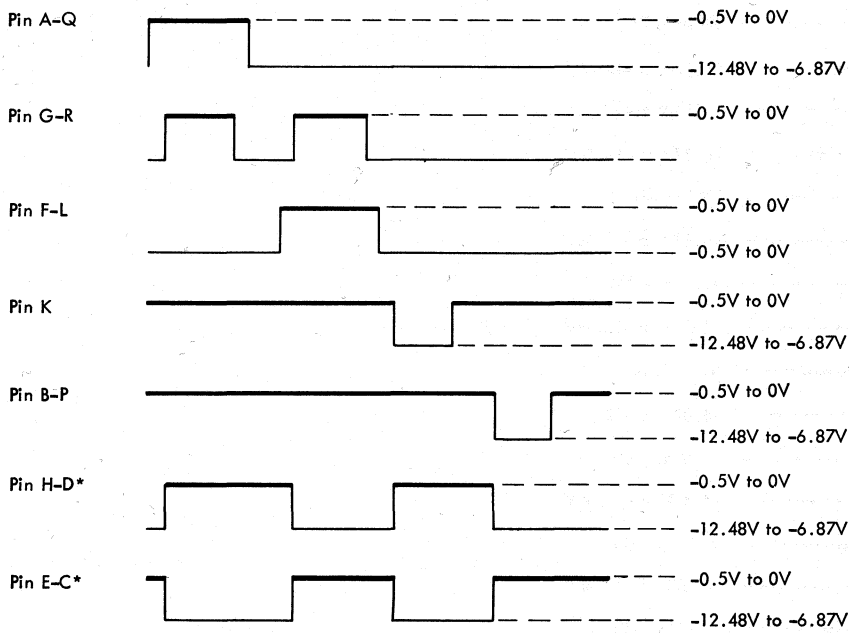 Pin A-Q
-0.5V to 0V
-12.48V to -6.87V
Pin G-R
-0.5V to 0V
Pin F-L
-0.5V to 0V
-0.5V to 0V
Pin K
-0.5V to 0V
-12.48V to -6.87V
Pin B-P
-0.5V to 0V
-12.48V to -6.87V
Pin H-D*
-0.5V to 0V
-12.48V to -6.87V
Pin E-C*
-0.5V to 0V
-12.48V to -6.87V